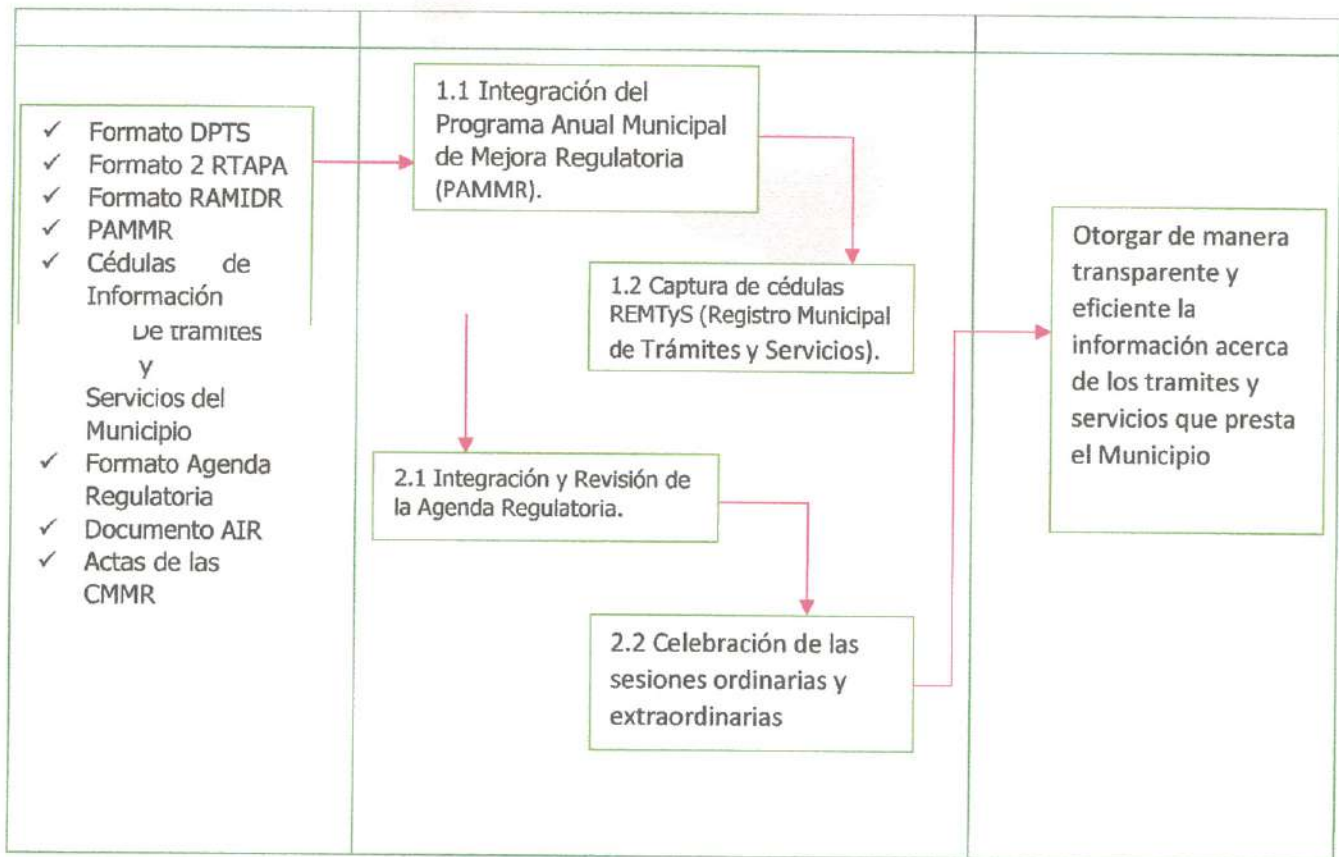 ✓ Formato DPTS
✓ Formato 2 RTAPA
✓ Formato RAMIDR
✓ PAMMR
✓ Cédulas de
Información
De tramites
y
Servicios del
Municipio
✓ Formato Agenda
Regulatoria
✓ Documento AIR
✓ Actas de las
CMMR
1.1 Integración del
Programa Anual Municipal
de Mejora Regulatoria
(PAMMR).
1.2 Captura de cédulas
REMTyS (Registro Municipal
de Trámites y Servicios).
2.1 Integración y Revisión de
la Agenda Regulatoria.
2.2 Celebración de las
sesiones ordinarias y
extraordinarias
Otorgar de manera
transparente y
eficiente la
información acerca
de los tramites y
servicios que presta
el Municipio